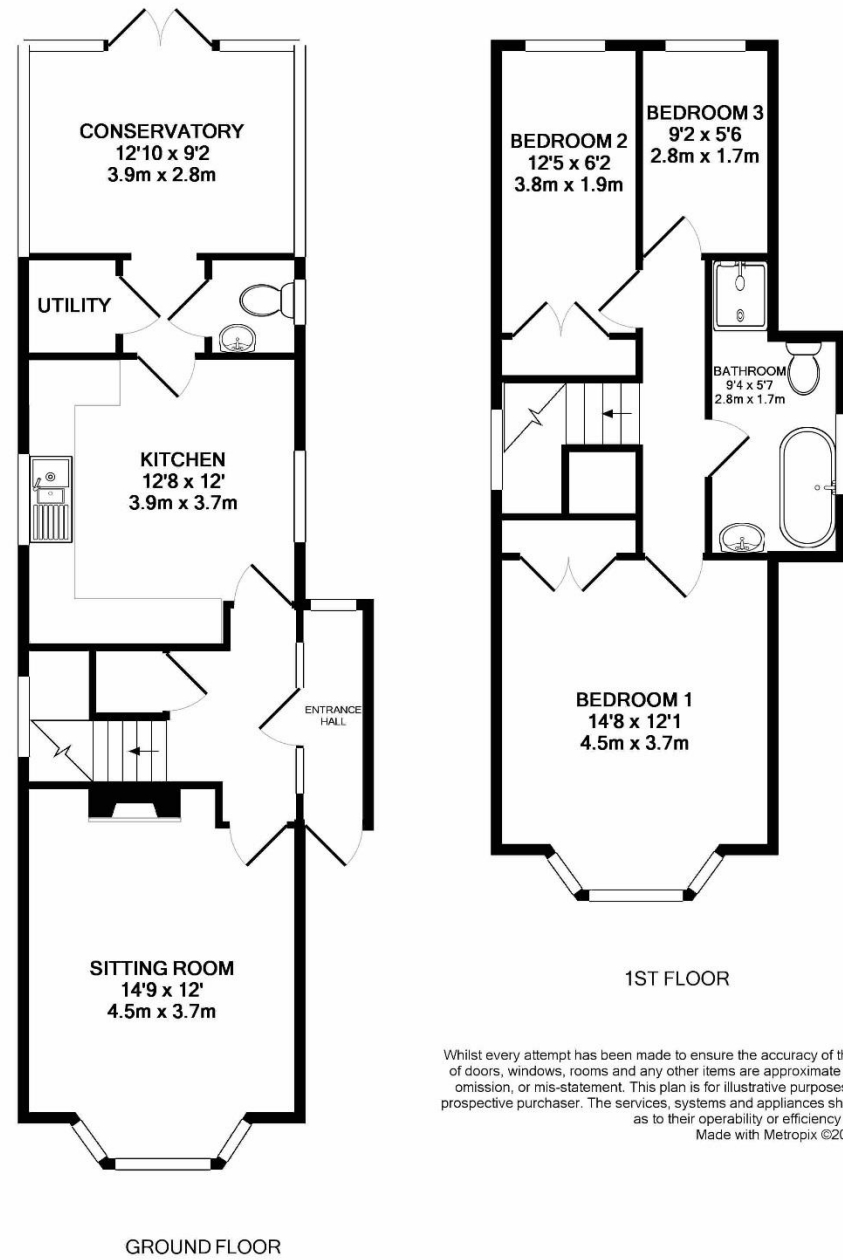 CONSERVATORY
12'10 x 9'2
3.9m x 2.8m
UTILITY
KITCHEN
12'8 x 12'
3.9m x 3.7m
ENTRANCE
HALL
SITTING ROOM
14'9 x 12'
4.5m x 3.7m
GROUND FLOOR
BEDROOM 2
12'5 x 6'2
3.8m x 1.9m
BEDROOM 3
9'2 x 5'6
2.8m x 1.7m
BATHROOM
9'4 x 5'7
2.8m x 1.7m
BEDROOM 1
14'8 x 12'1
4.5m x 3.7m
1ST FLOOR
Whilst every attempt has been made to ensure the accuracy of
of doors, windows, rooms and any other items are approximate
omission, or mis-statement. This plan is for illustrative purposes
prospective purchaser. The services, systems and appliances
as to their operability or efficiency
Made with Metropix